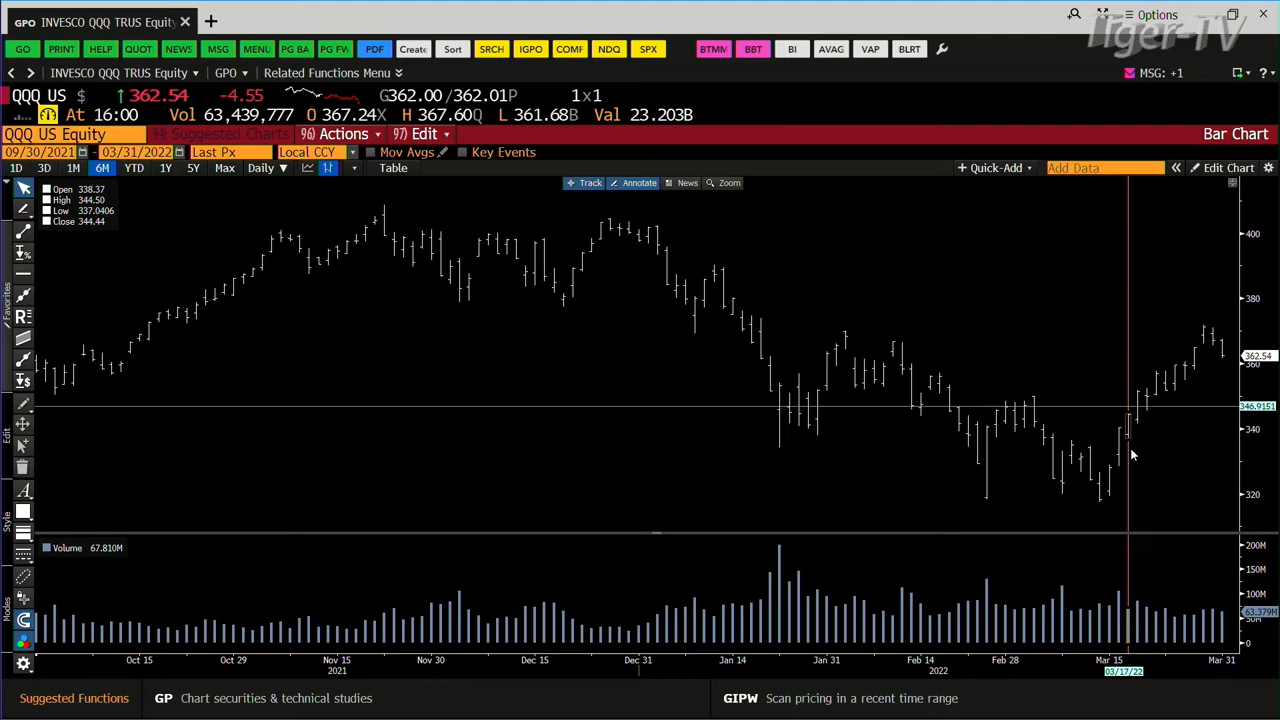 GPO INVESCO QQQ TRUS Equity × +
Options
Tiger-TV
GO PRINT HELP QUOT NEWS MSG MENU PG BA PG FW PDF Create Sort SRCH IGPO COMF NDQ SPX BTMM BBT BI AVAG VAP BLRT
INVESCO QQQ TRUS Equity GPO Related Functions Menu MSG: +1 ?
QQQ US $ ↑ 362.54 -4.55 G362.00 /362.01P 1x1
At 16:00 Vol 63,439,777 O 367.24X H 367.60Q L 361.68B Val 23.203B
QQQ US Equity 94) Suggested Charts 96) Actions 97) Edit Bar Chart
09/30/2021 - 03/31/2022 Last Px Local CCY Mov Avgs Key Events
1D 3D 1M 6M YTD 1Y 5Y Max Daily Table + Quick-Add Add Data « Edit Chart
Track Annotate News Zoom
Open 338.37
High 344.50
Low 337.0406
Close 344.44
400
380
362.54
360
346.9151
340
320
Favorites
Edit
Style
Modes
Volume 67.810M
200M
150M
100M
63.379M
50M
0
Oct 15 Oct 29 Nov 15 Nov 30 Dec 15 Dec 31 Jan 14 Jan 31 Feb 14 Feb 28 Mar 15 Mar 31
2021 2022 03/17/22
Suggested Functions GP Chart securities & technical studies GIPW Scan pricing in a recent time range